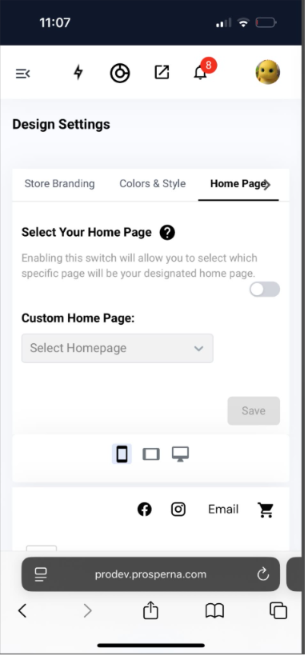 11:07
8
Design Settings
Store Branding Colors & Style Home Page
Select Your Home Page ?
Enabling this switch will allow you to select which
specific page will be your designated home page.
Custom Home Page:
Select Homepage
Save
Email
prodev.prosperna.com